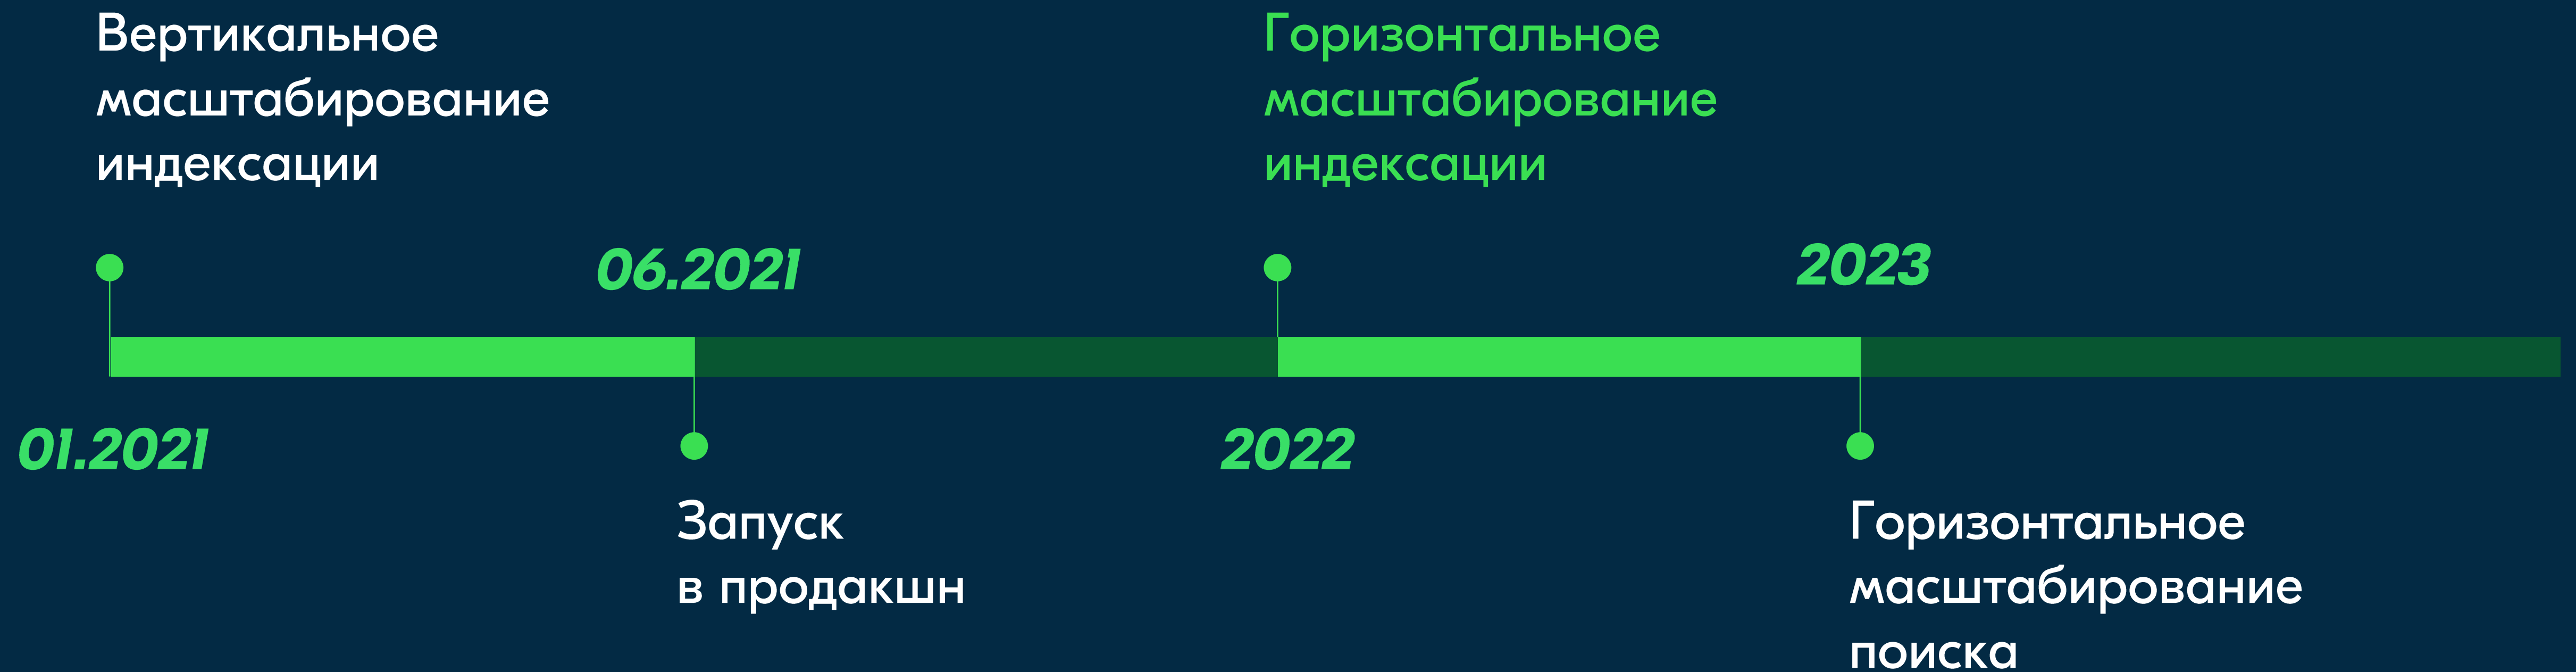 Вертикальное
масштабирование
индексации
01.2021
06.2021
Запуск
в продакшн
Горизонтальное
масштабирование
индексации
2022
2023
Горизонтальное
масштабирование
поиска